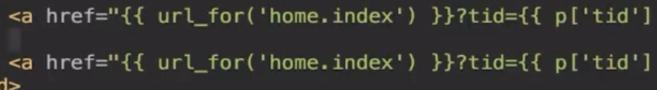 <a href="{{ url_for('home.index') }}?tid={{ p['tid']
<a href="{{ url_for('home.index') }}?tid={{ p['tid']
d>